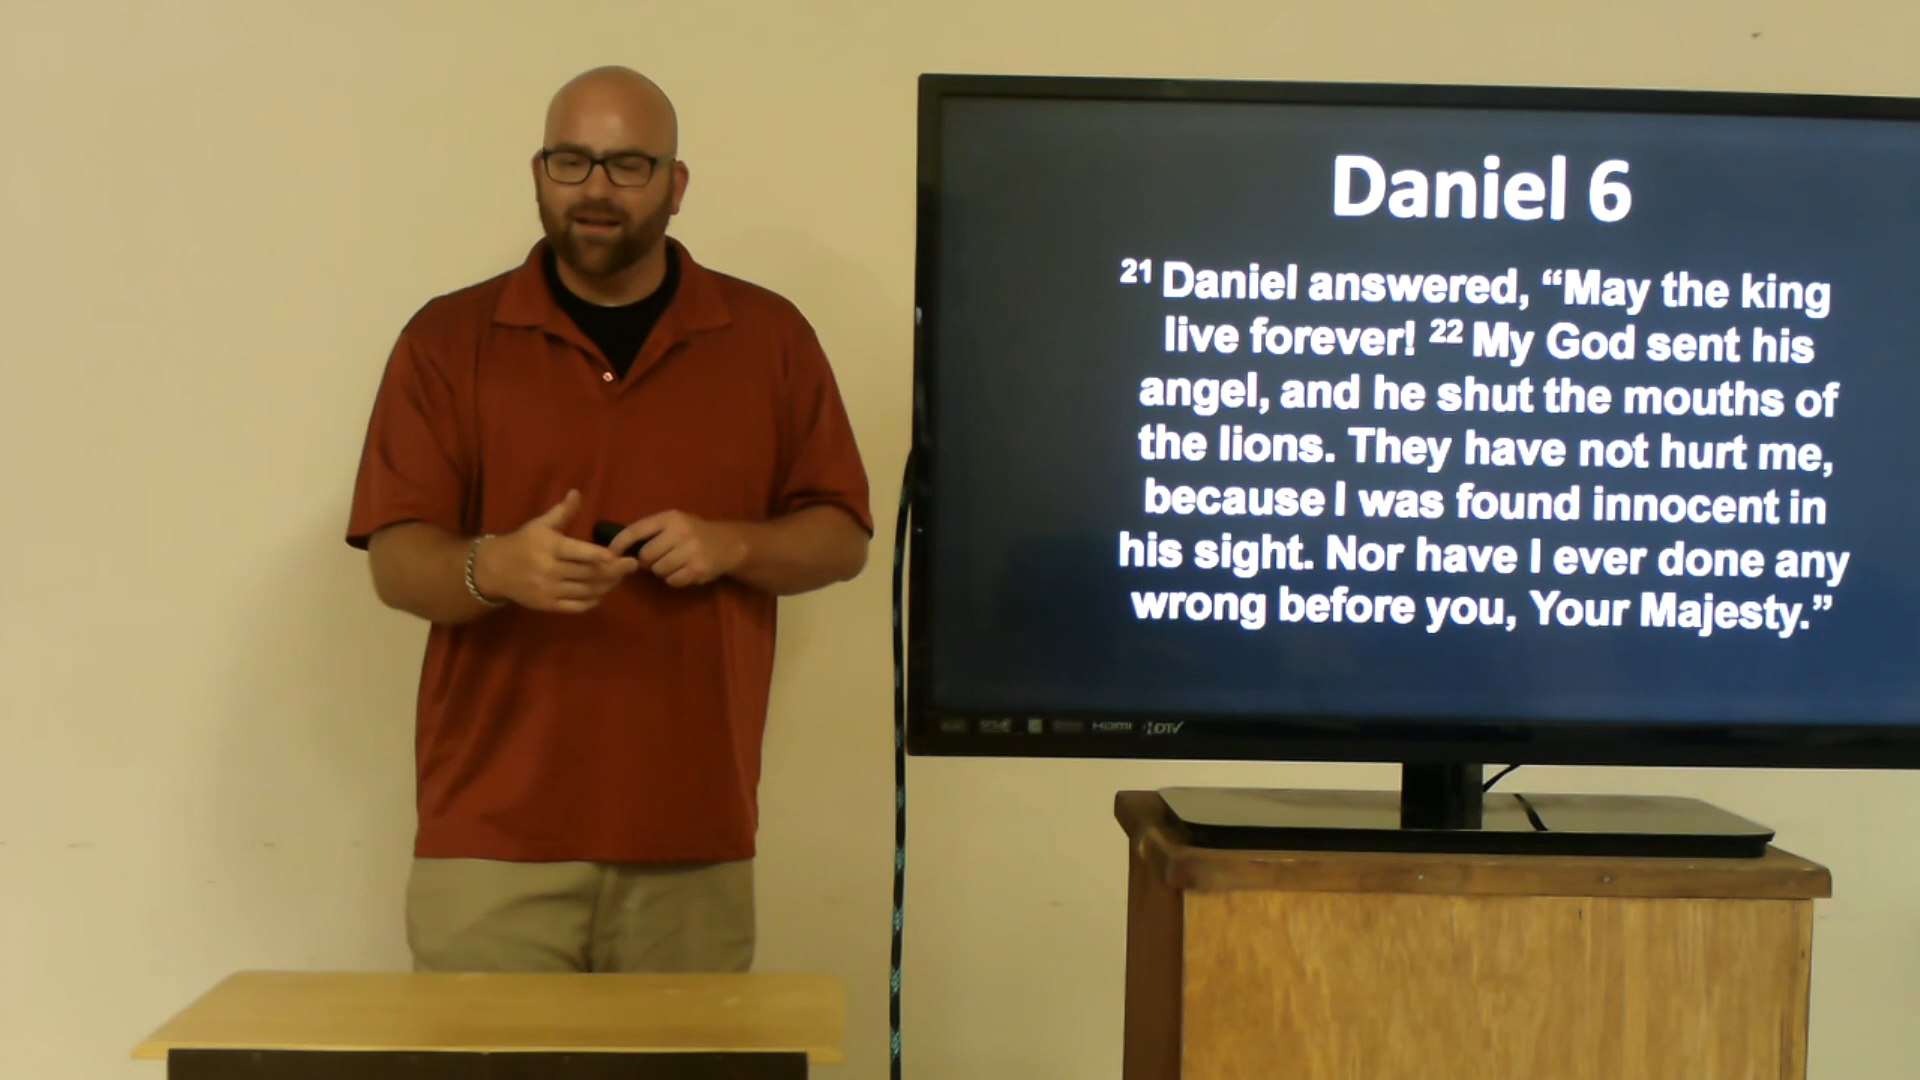 Daniel 6
21 Daniel answered, “May the king
live forever! 22 My God sent his
angel, and he shut the mouths of
the lions. They have not hurt me,
because I was found innocent in
his sight. Nor have I ever done any
wrong before you, Your Majesty.”
HDMI HDTV